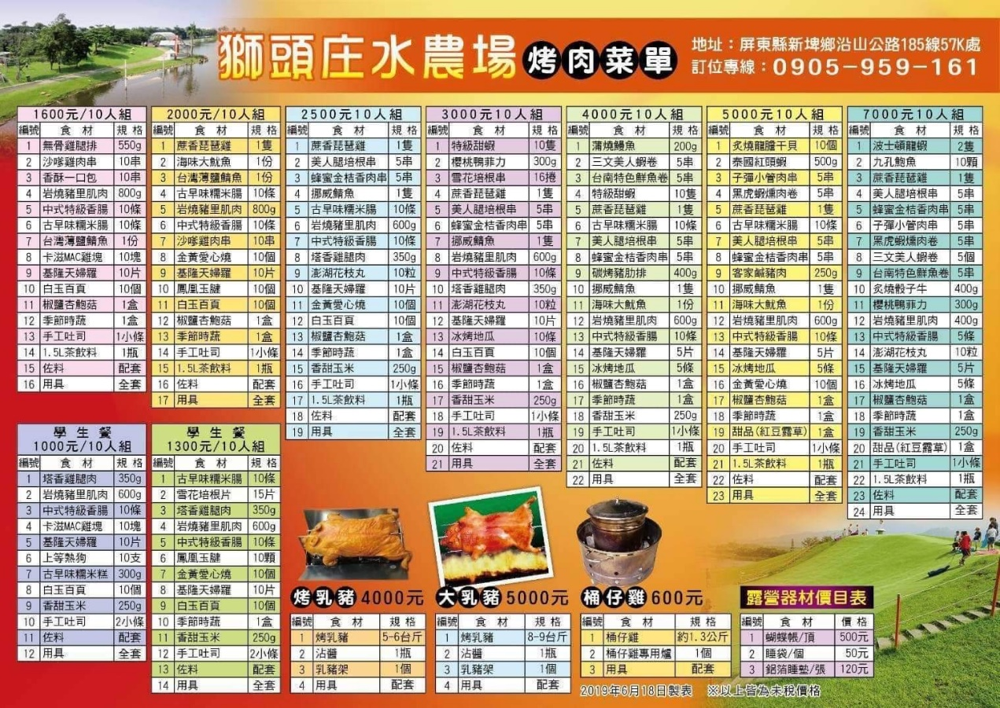 獅頭庄水農場 烤肉菜單
地址：屏東縣新埤鄉沿山公路185線57K處
訂位專線：0905-959-161
1600元/10人組
編號 食材 規格
1 無骨雞腿排 550g
2 沙嗲雞肉串 10串
3 香酥一口包 10串
4 岩燒豬里肌肉 800g
5 中式特級香腸 10條
6 古早味糯米腸 10條
7 台灣薄鹽鯖魚 1份
8 卡滋MAC雞塊 10塊
9 基隆天婦羅 10片
10 白玉百頁 10個
11 椒鹽杏鮑菇 1盒
12 季節時蔬 1盒
13 手工吐司 1小條
14 1.5L茶飲料 1瓶
15 佐料 配套
16 用具 全套
2000元/10人組
編號 食材 規格
1 蔗香琵琶雞 1隻
2 海味大魷魚 1份
3 台灣薄鹽鯖魚 1份
4 古早味糯米腸 10條
5 岩燒豬里肌肉 800g
6 中式特級香腸 10條
7 沙嗲雞肉串 10串
8 金黃愛心燒 10個
9 基隆天婦羅 10片
10 鳳凰玉腱 10個
11 白玉百頁 10個
12 椒鹽杏鮑菇 1盒
13 季節時蔬 1盒
14 手工吐司 1小條
15 1.5L茶飲料 1瓶
16 佐料 配套
17 用具 全套
2500元10人組
編號 食材 規格
1 蔗香琵琶雞 1隻
2 美人腿培根串 5串
3 蜂蜜金桔香肉串 5串
4 挪威鯖魚 1隻
5 古早味糯米腸 10條
6 岩燒豬里肌肉 600g
7 中式特級香腸 10條
8 塔香雞腿肉 350g
9 澎湖花枝丸 10粒
10 基隆天婦羅 10片
11 金黃愛心燒 10個
12 白玉百頁 10個
13 椒鹽杏鮑菇 1盒
14 季節時蔬 1盒
15 香甜玉米 250g
16 手工吐司 1小條
17 1.5L茶飲料 1瓶
18 佐料 配套
19 用具 全套
3000元10人組
編號 食材 規格
1 特級甜蝦 10隻
2 櫻桃鴨菲力 300g
3 雪花培根串 16捲
4 蔗香琵琶雞 1隻
5 美人腿培根串 5串
6 蜂蜜金桔香肉串 5串
7 挪威鯖魚 1隻
8 岩燒豬里肌肉 600g
9 中式特級香腸 10條
10 塔香雞腿肉 350g
11 澎湖花枝丸 10粒
12 基隆天婦羅 10片
13 冰烤地瓜 10條
14 白玉百頁 10個
15 椒鹽杏鮑菇 1盒
16 季節時蔬 1盒
17 香甜玉米 250g
18 手工吐司 1小條
19 1.5L茶飲料 1瓶
20 佐料 配套
21 用具 全套
4000元10人組
編號 食材 規格
1 蒲燒鰻魚 200g
2 三文美人蝦卷 5串
3 台南特色鮮魚卷 5串
4 特級甜蝦 10隻
5 蔗香琵琶雞 1隻
6 古早味糯米腸 10條
7 美人腿培根串 5串
8 蜂蜜金桔香肉串 5串
9 碳烤豬肋排 400g
10 挪威鯖魚 1隻
11 海味大魷魚 1份
12 岩燒豬里肌肉 600g
13 中式特級香腸 10條
14 基隆天婦羅 5片
15 冰烤地瓜 5條
16 椒鹽杏鮑菇 1盒
17 季節時蔬 1盒
18 香甜玉米 250g
19 手工吐司 1小條
20 1.5L茶飲料 1瓶
21 佐料 配套
22 用具 全套
5000元10人組
編號 食材 規格
1 炙燒龍膽干貝 10個
2 泰國紅頭蝦 500g
3 子彈小管肉串 5串
4 黑虎蝦燻肉卷 5串
5 蔗香琵琶雞 1隻
6 古早味糯米腸 10條
7 美人腿培根串 5串
8 蜂蜜金桔香肉串 5串
9 客家鹹豬肉 250g
10 挪威鯖魚 1隻
11 海味大魷魚 1份
12 岩燒豬里肌肉 600g
13 中式特級香腸 10條
14 基隆天婦羅 5片
15 冰烤地瓜 5條
16 金黃愛心燒 10個
17 椒鹽杏鮑菇 1盒
18 季節時蔬 1盒
19 甜品(紅豆露草) 1盒
20 手工吐司 1小條
21 1.5L茶飲料 1瓶
22 佐料 配套
23 用具 全套
7000元10人組
編號 食材 規格
1 波士頓龍蝦 2隻
2 九孔鮑魚 10顆
3 蔗香琵琶雞 1隻
4 美人腿培根串 5串
5 蜂蜜金桔香肉串 5串
6 子彈小管肉串 5串
7 黑虎蝦燻肉卷 5串
8 三文美人蝦卷 5個
9 台南特色鮮魚卷 5串
10 炙燒骰子牛 400g
11 櫻桃鴨菲力 300g
12 岩燒豬里肌肉 400g
13 中式特級香腸 5條
14 澎湖花枝丸 10粒
15 基隆天婦羅 5片
16 冰烤地瓜 5條
17 椒鹽杏鮑菇 1盒
18 季節時蔬 1盒
19 香甜玉米 250g
20 甜品(紅豆露草) 1盒
21 手工吐司 1小條
22 1.5L茶飲料 1瓶
23 佐料 配套
24 用具 全套
學生餐
1000元/10人組
編號 食材 規格
1 塔香雞腿肉 350g
2 岩燒豬里肌肉 600g
3 中式特級香腸 10條
4 卡滋MAC雞塊 10塊
5 基隆天婦羅 10片
6 上等熱狗 10支
7 古早味糯米糕 300g
8 白玉百頁 10個
9 香甜玉米 250g
10 手工吐司 2小條
11 佐料 配套
12 用具 全套
學生餐
1300元/10人組
編號 食材 規格
1 古早味糯米腸 10條
2 雪花培根片 15片
3 塔香雞腿肉 350g
4 岩燒豬里肌肉 600g
5 中式特級香腸 10條
6 鳳凰玉腱 10顆
7 金黃愛心燒 10個
8 基隆天婦羅 10片
9 白玉百頁 10個
10 季節時蔬 1盒
11 香甜玉米 250g
12 手工吐司 2小條
13 佐料 配套
14 用具 全套
烤乳豬4000元
編號 食材 規格
1 烤乳豬 5-6台斤
2 沾醬 1瓶
3 乳豬架 1個
4 用具 配套
大乳豬5000元
編號 食材 規格
1 烤乳豬 8-9台斤
2 沾醬 1瓶
3 乳豬架 1個
4 用具 配套
桶仔雞600元
編號 食材 規格
1 桶仔雞 約1.3公斤
2 桶仔雞專用爐 1個
3 用具 配套
露營器材價目表
編號 食材 價格
1 蝴蝶帳/頂 500元
2 睡袋/個 50元
3 鋁箔睡墊/張 120元
2019年6月18日製表 ※以上皆為未稅價格